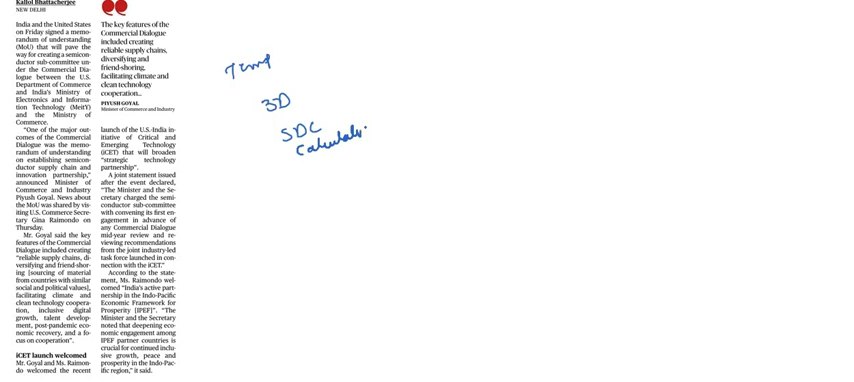 Kallol Bhattacherjee
NEW DELHI
India and the United States
on Friday signed a memo-
randum of understanding
(MoU) that will pave the
way for creating a semicon-
ductor sub-committee un-
der the Commercial Dia-
logue between the U.S.
Department of Commerce
and India's Ministry of
Electronics and Informa-
tion Technology (MeitY)
and the Ministry of
Commerce.
"One of the major out-
comes of the Commercial
Dialogue was the memo-
randum of understanding
on establishing semicon-
ductor supply chain and
innovation partnership,"
announced Minister of
Commerce and Industry
Piyush Goyal. News about
the MoU was shared by vis-
iting U.S. Commerce Secre-
tary Gina Raimondo on
Thursday.
Mr. Goyal said the key
features of the Commercial
Dialogue included creating
"reliable supply chains, di-
versifying and friend-shor-
ing [sourcing of material
from countries with similar
social and political values],
facilitating climate and
clean technology coopera-
tion, inclusive digital
growth, talent develop-
ment, post-pandemic eco-
nomic recovery, and a fo-
cus on cooperation".
iCET launch welcomed
Mr. Goyal and Ms. Raimon-
do welcomed the recent
The key features of the
Commercial Dialogue
included creating
reliable supply chains,
diversifying and
friend-shoring,
facilitating climate and
clean technology
cooperation...
PIYUSH GOYAL
Minister of Commerce and Industry
launch of the U.S.-India in-
itiative of Critical and
Emerging Technology
(iCET) that will broaden
"strategic technology
partnership".
A joint statement issued
after the event declared,
"The Minister and the Se-
cretary charged the semi-
conductor sub-committee
with convening its first en-
gagement in advance of
any Commercial Dialogue
mid-year review and re-
viewing recommendations
from the joint industry-led
task force launched in con-
nection with the iCET."
According to the state-
ment, Ms. Raimondo wel-
comed "India's active part-
nership in the Indo-Pacific
Economic Framework for
Prosperity [IPEF]". "The
Minister and the Secretary
noted that deepening eco-
nomic engagement among
IPEF partner countries is
crucial for continued inclu-
sive growth, peace and
prosperity in the Indo-Pac-
ific region," it said.
3D
SDC